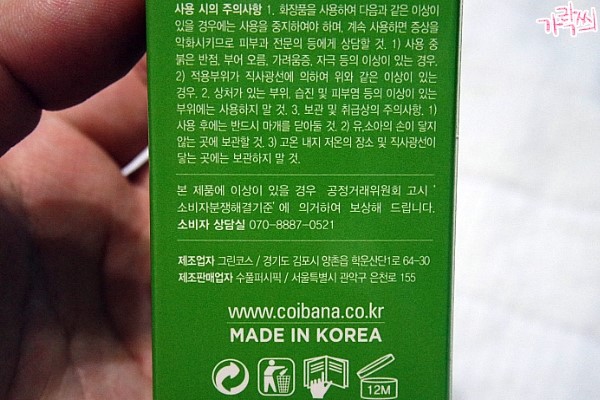 가락씨
사용 시의 주의사항 1. 화장품을 사용하여 다음과 같은 이상이
있을 경우에는 사용을 중지하여야 하며, 계속 사용하면 증상을
악화시키므로 피부과 전문의 등에게 상담할 것. 1) 사용 중
붉은 반점, 부어 오름, 가려움증, 자극 등의 이상이 있는 경우.
2) 적용부위가 직사광선에 의하여 위와 같은 이상이 있는
경우. 2. 상처가 있는 부위, 습진 및 피부염 등의 이상이 있는
부위에는 사용하지 말 것. 3. 보관 및 취급상의 주의사항. 1)
사용 후에는 반드시 마개를 닫아둘 것. 2) 유,소아의 손이 닿지
않는 곳에 보관할 것. 3) 고온 내지 저온의 장소 및 직사광선이
닿는 곳에는 보관하지 말 것.
본 제품에 이상이 있을 경우 공정거래위원회 고시 '
소비자분쟁해결기준'에 의거하여 보상해 드립니다.
소비자 상담실 070-8887-0521
제조업자 그린코스 / 경기도 김포시 양촌읍 학운산단1로 64-30
제조판매업자 수풀퍼시픽 / 서울특별시 관악구 은천로 155
www.coibana.co.kr
MADE IN KOREA
12M